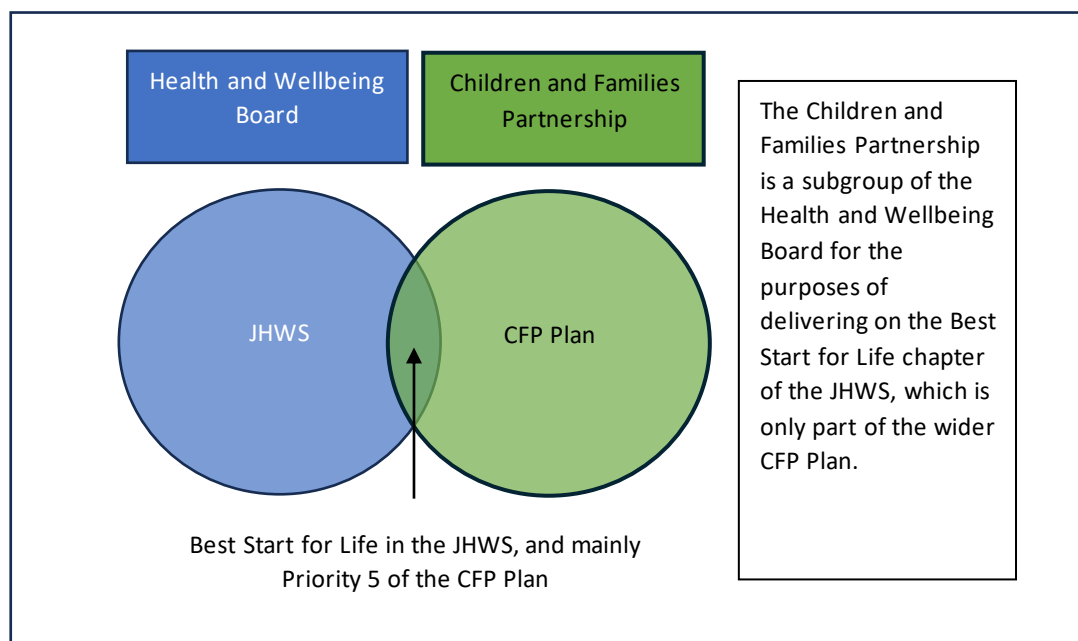 Health and Wellbeing
Board
Children and Families
Partnership
JHWS
CFP Plan
Best Start for Life in the JHWS, and mainly
Priority 5 of the CFP Plan
The Children and
Families Partnership
is a subgroup of the
Health and Wellbeing
Board for the
purposes of
delivering on the Best
Start for Life chapter
of the JHWS, which is
only part of the wider
CFP Plan.